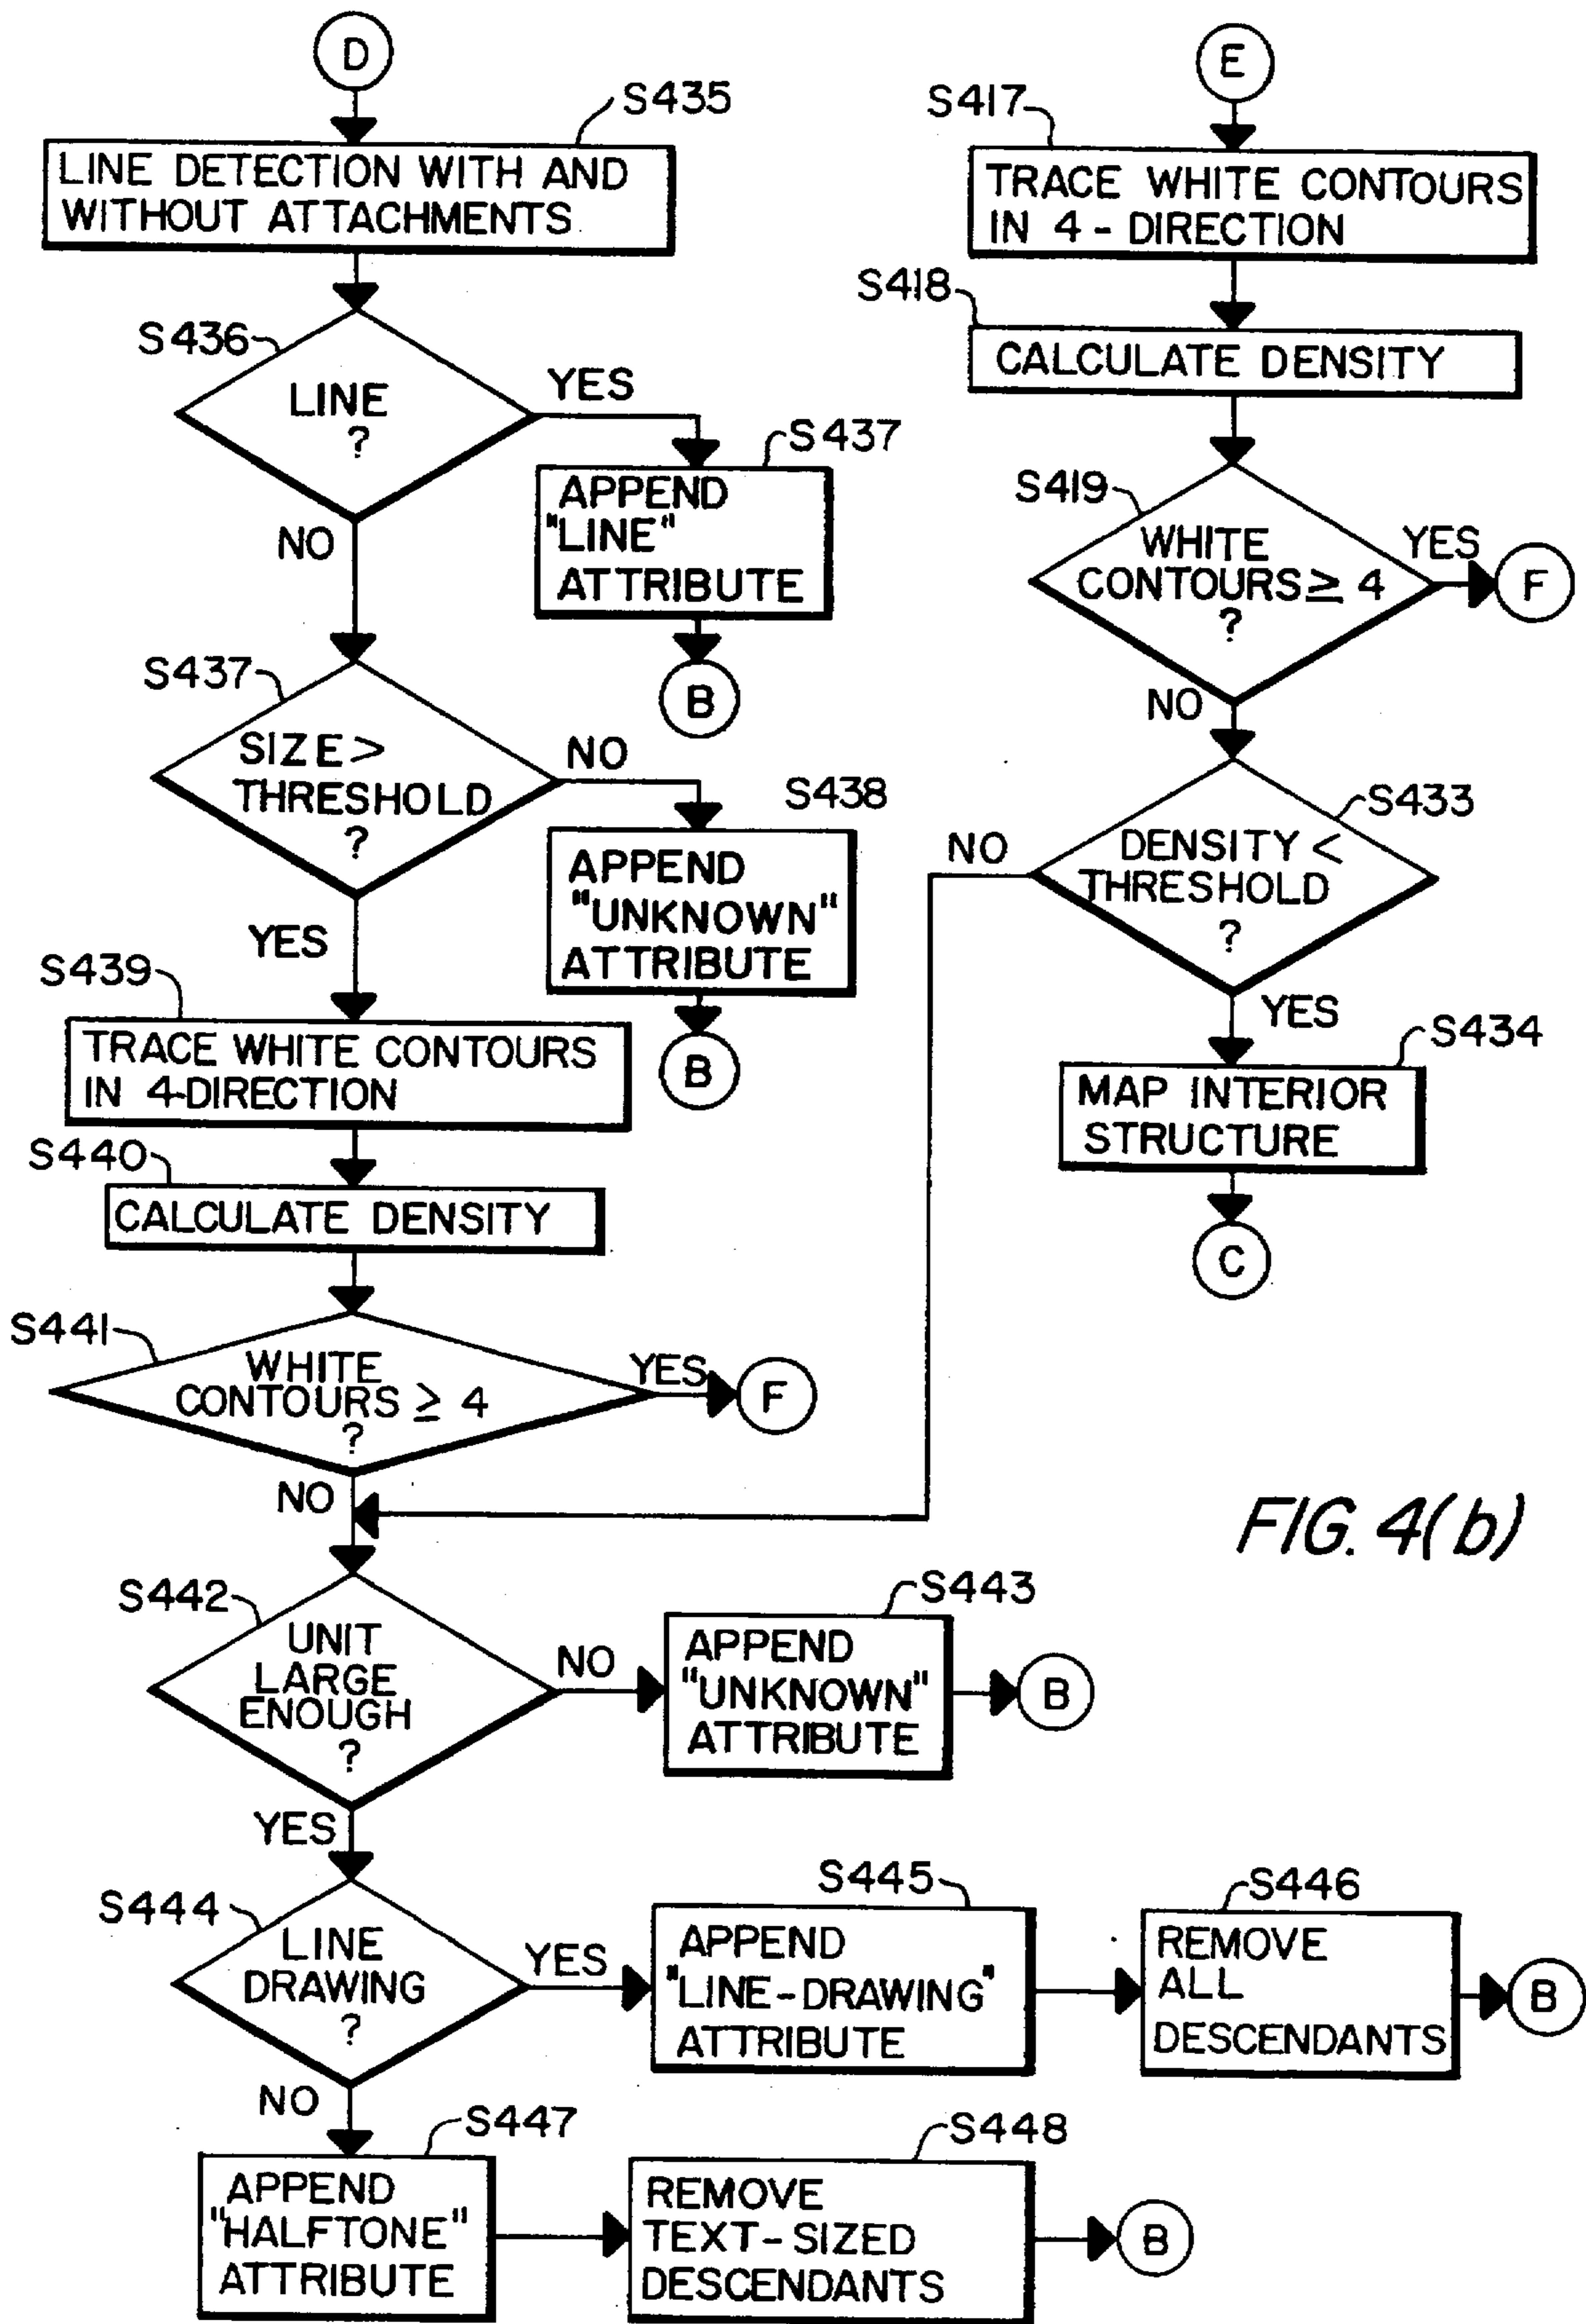 D
S435
LINE DETECTION WITH AND
WITHOUT ATTACHMENTS
S436
LINE
?
YES
NO
S437
APPEND
"LINE"
ATTRIBUTE
B
S437
SIZE >
THRESHOLD
?
NO
YES
S438
APPEND
"UNKNOWN"
ATTRIBUTE
B
S439
TRACE WHITE CONTOURS
IN 4-DIRECTION
S440
CALCULATE DENSITY
S441
WHITE
CONTOURS ≥ 4
?
YES
F
NO
S442
UNIT
LARGE
ENOUGH
?
NO
S443
APPEND
"UNKNOWN"
ATTRIBUTE
B
YES
S444
LINE
DRAWING
?
YES
S445
APPEND
"LINE-DRAWING"
ATTRIBUTE
S446
REMOVE
ALL
DESCENDANTS
B
NO
S447
APPEND
"HALFTONE"
ATTRIBUTE
S448
REMOVE
TEXT-SIZED
DESCENDANTS
B
E
S417
TRACE WHITE CONTOURS
IN 4 - DIRECTION
S418
CALCULATE DENSITY
S419
WHITE
CONTOURS ≥ 4
?
YES
F
NO
S433
DENSITY <
THRESHOLD
?
NO
YES
S434
MAP INTERIOR
STRUCTURE
C
FIG. 4(b)